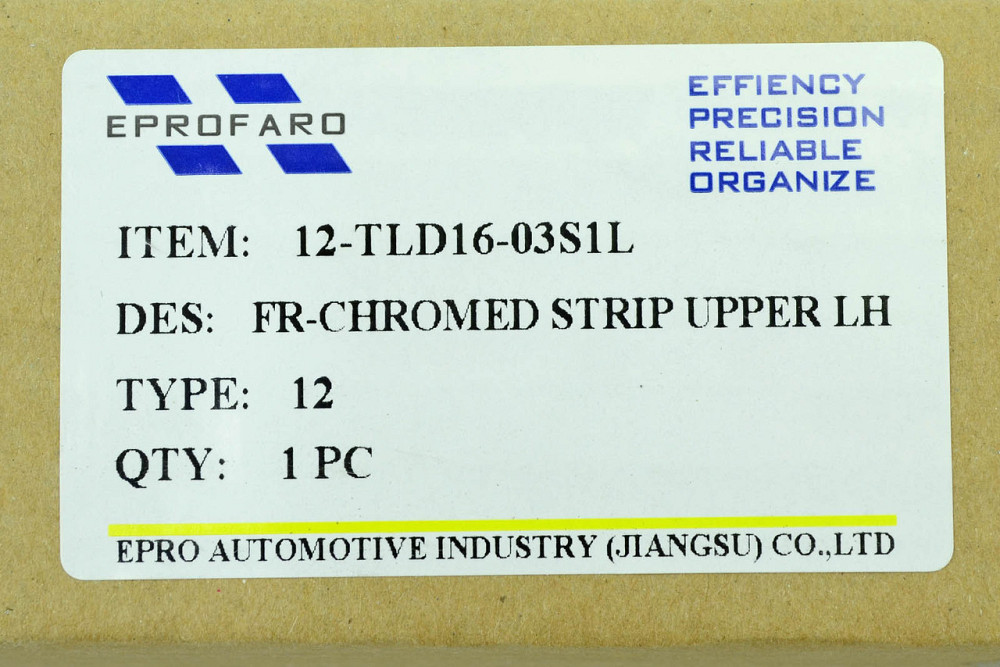 EPROFARO
EFFIENCY
PRECISION
RELIABLE
ORGANIZE
ITEM: 12-TLD16-03S1L
DES: FR-CHROMED STRIP UPPER LH
TYPE: 12
QTY: 1 PC
EPRO AUTOMOTIVE INDUSTRY (JIANGSU) CO.,LTD